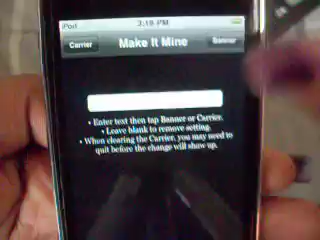 iPod 3:18 PM
Carrier Make It Mine Banner
• Enter text then tap Banner or Carrier.
• Leave blank to remove setting.
• When clearing the Carrier, you may need to
quit before the change will show up.